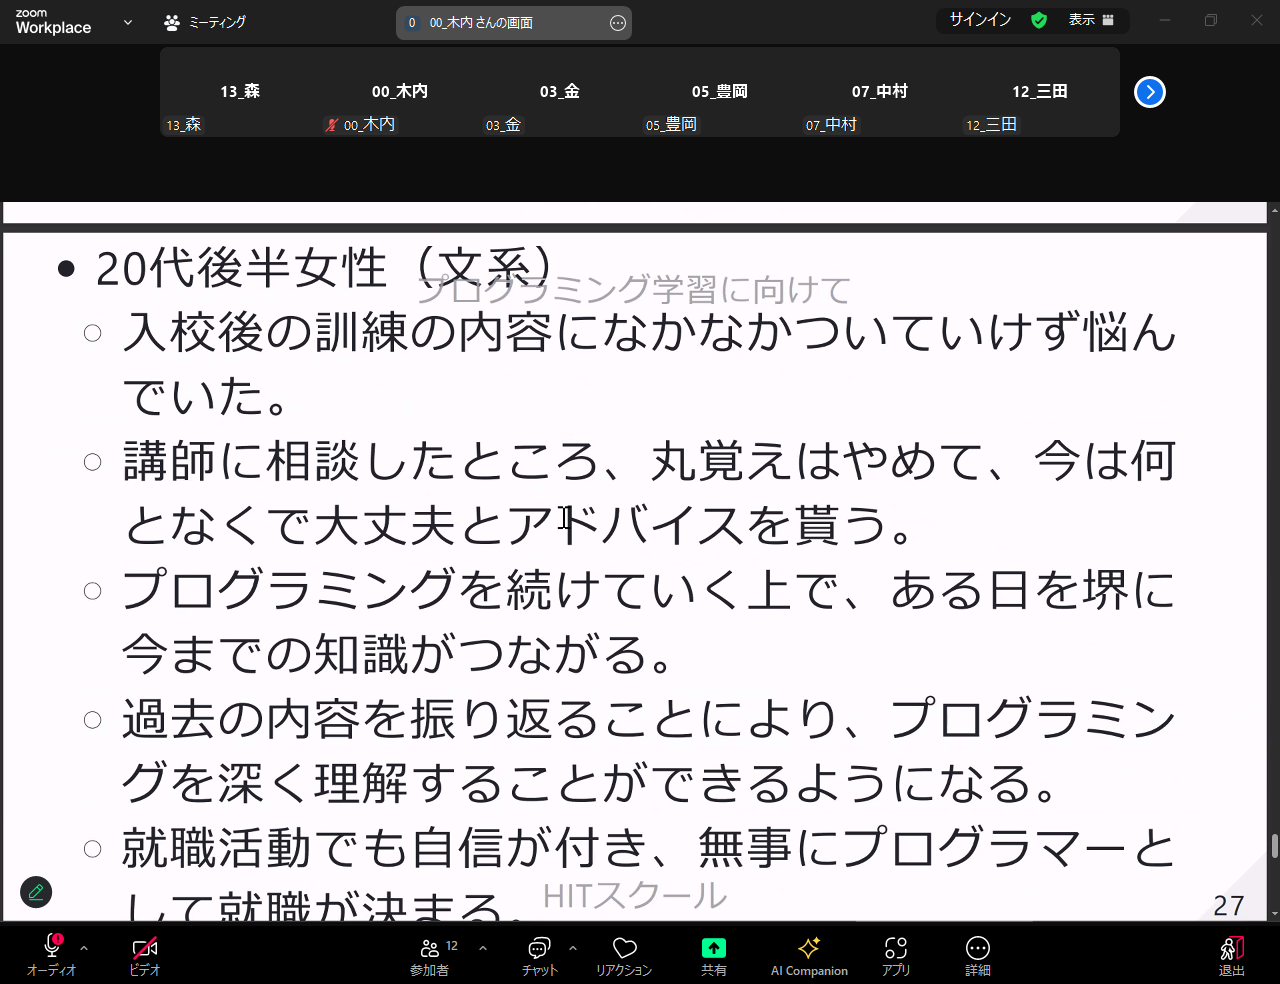 zoom
Workplace
ミーティング
0 00_木内 さんの画面
サインイン
表示
13_森
00_木内
03_金
05_豊岡
07_中村
12_三田
13_森
00_木内
03_金
05_豊岡
07_中村
12_三田
20代後半女性（文系）
プログラミング学習に向けて
入校後の訓練の内容になかなかついていけず悩ん
でいた。
講師に相談したところ、丸覚えはやめて、今は何
となくで大丈夫とアドバイスを貰う。
プログラミングを続けていく上で、ある日を堺に
今までの知識がつながる。
過去の内容を振り返ることにより、プログラミン
グを深く理解することができるようになる。
就職活動でも自信が付き、無事にプログラマーと
して就職が決まる。
HITスクール
27
オーディオ
ビデオ
12
参加者
チャット
リアクション
共有
AI Companion
アプリ
詳細
退出